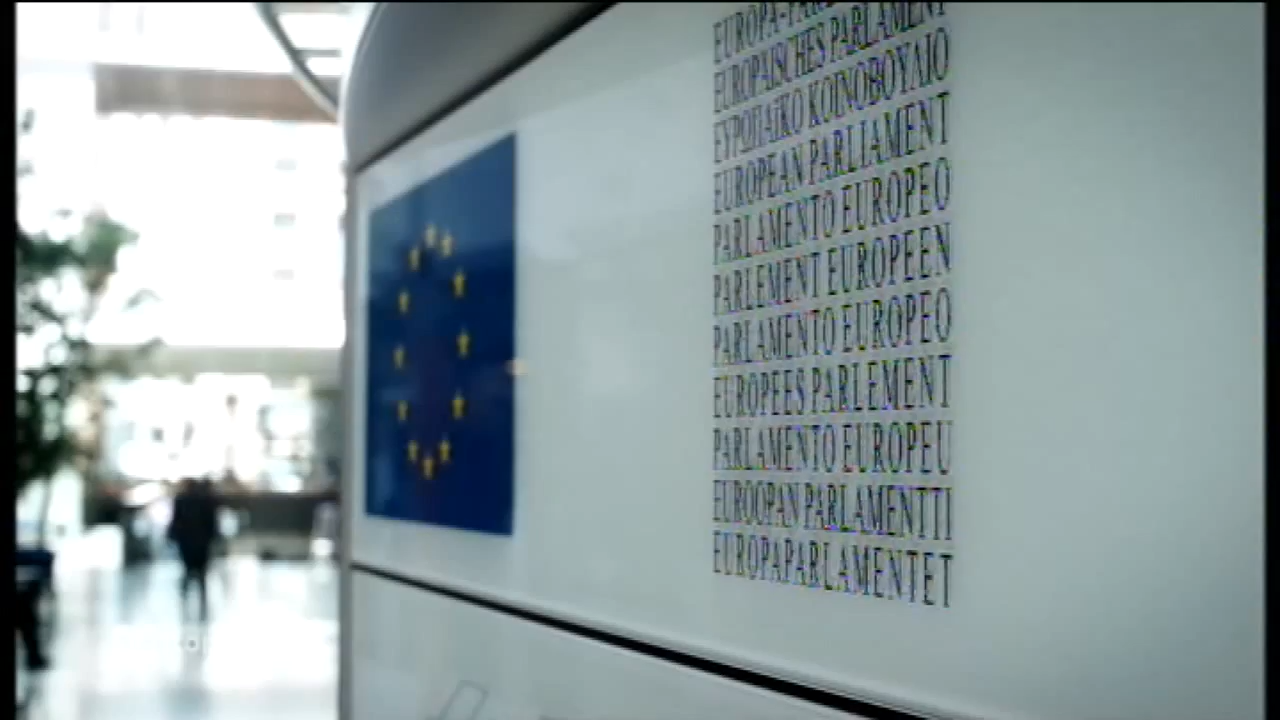 EUROPÄISCHES PARLAMENT
ΕΥΡΩΠΑΪΚΟ ΚΟΙΝΟΒΟΥΛΙΟ
EUROPEAN PARLIAMENT
PARLAMENTO EUROPEO
PARLEMENT EUROPEEN
PARLAMENTO EUROPEO
EUROPEES PARLEMENT
PARLAMENTO EUROPEU
EUROOPAN PARLAMENTTI
EUROPAPARLAMENTET